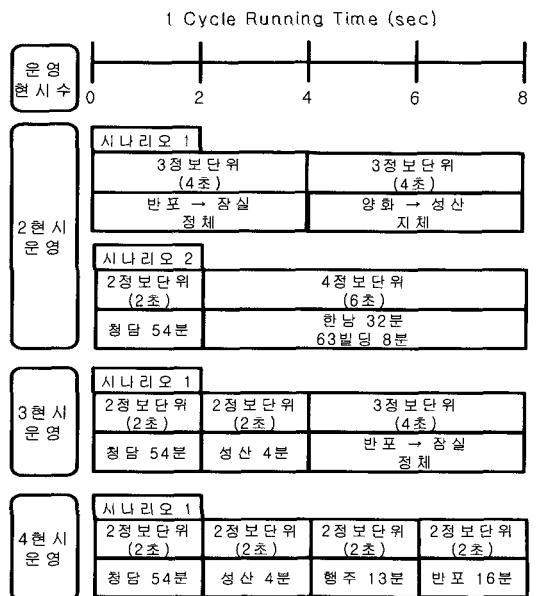 1 Cycle Running Time (sec)
운영
현시수
0 2 4 6 8
2현시
운영
시나리오 1
3정보단위 3정보단위
(4초) (4초)
반포 → 잠실 양화 → 성산
정체 지체
시나리오 2
2정보단위 4정보단위
(2초) (6초)
청담 54분 한남 32분
63빌딩 8분
3현시
운영
시나리오 1
2정보단위 2정보단위 3정보단위
(2초) (2초) (4초)
청담 54분 성산 4분 반포 → 잠실
정체
4현시
운영
시나리오 1
2정보단위 2정보단위 2정보단위 2정보단위
(2초) (2초) (2초) (2초)
청담 54분 성산 4분 행주 13분 반포 16분